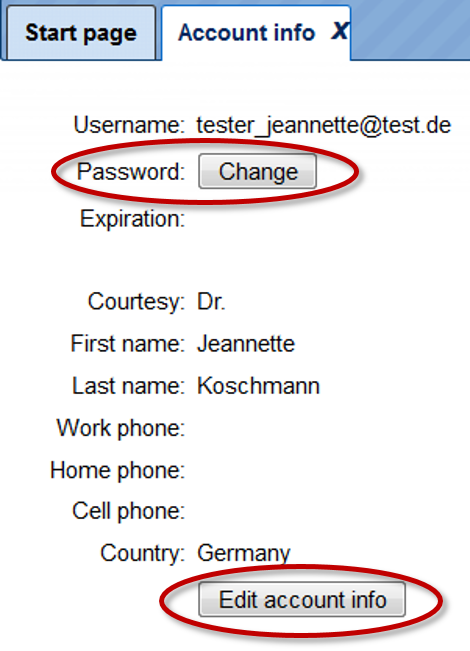 Start page Account info X
Username: tester_jeannette@test.de
Password: Change
Expiration:
Courtesy: Dr.
First name: Jeannette
Last name: Koschmann
Work phone:
Home phone:
Cell phone:
Country: Germany
Edit account info